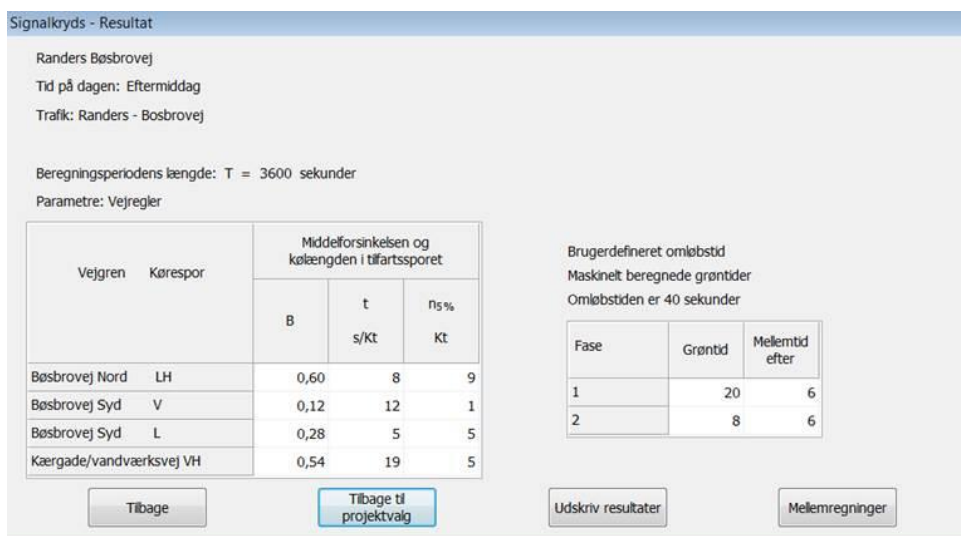 Signalkryds - Resultat
Randers Bøsbrovej
Tid på dagen: Eftermiddag
Trafik: Randers - Bosbrovej
Beregningsperiodens længde: T = 3600 sekunder
Parametre: Vejregler
Vejgren Kørespor
Middelforsinkelsen og
kølængden i tilfartssporet
B
t
s/Kt
n5%
Kt
Bøsbrovej Nord LH 0,60 8 9
Bøsbrovej Syd V 0,12 12 1
Bøsbrovej Syd L 0,28 5 5
Kærgade/vandværksvej VH 0,54 19 5
Brugerdefineret omløbstid
Maskinelt beregnede grøntider
Omløbstiden er 40 sekunder
Fase Grøntid Mellemtid
efter
1 20 6
2 8 6
Tilbage
Tilbage til
projektvalg
Udskriv resultater
Mellemregninger